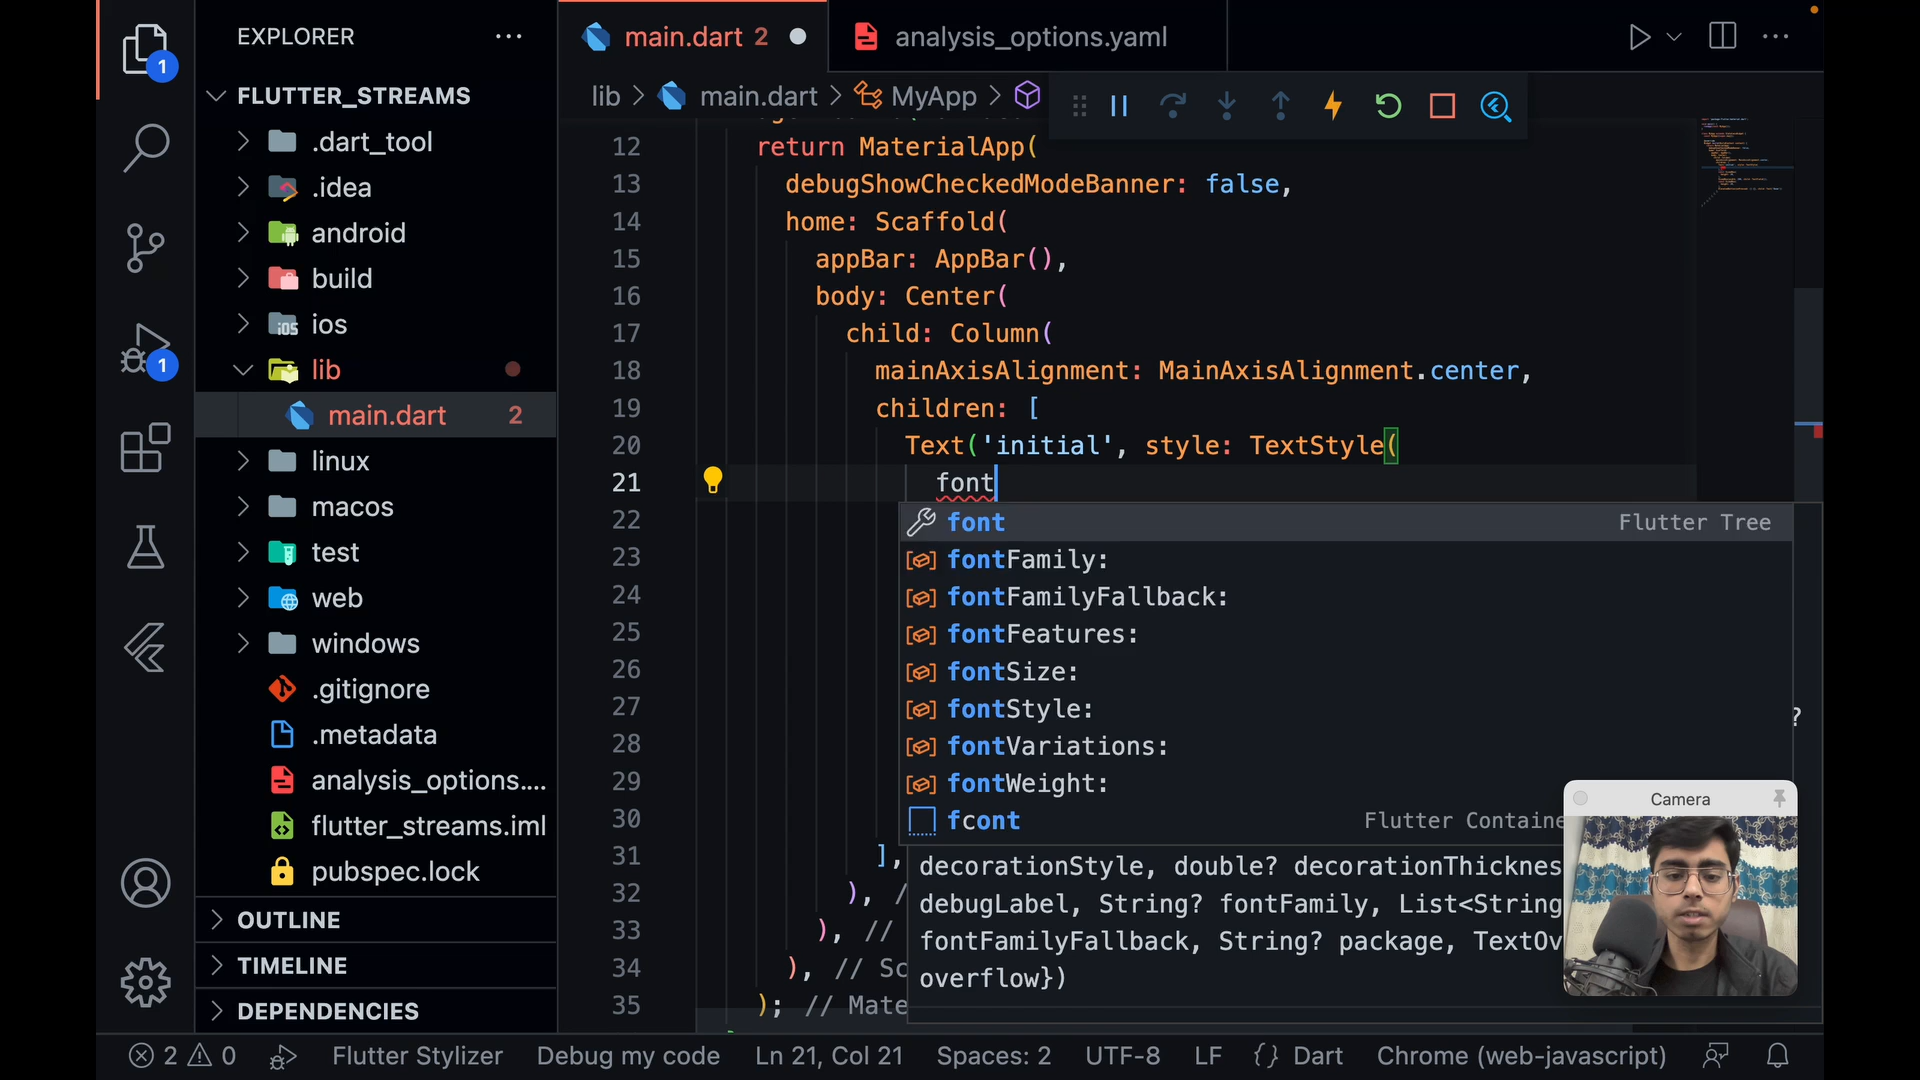 EXPLORER
main.dart 2
analysis_options.yaml
1
FLUTTER_STREAMS
lib > main.dart > MyApp >
.dart_tool
.idea
android
build
ios
lib
main.dart 2
linux
macos
test
web
windows
.gitignore
.metadata
analysis_options....
flutter_streams.iml
pubspec.lock
OUTLINE
TIMELINE
DEPENDENCIES
1
12 return MaterialApp(
13 debugShowCheckedModeBanner: false,
14 home: Scaffold(
15 appBar: AppBar(),
16 body: Center(
17 child: Column(
18 mainAxisAlignment: MainAxisAlignment.center,
19 children: [
20 Text('initial', style: TextStyle(
21 font
22
23
24
25
26
27
28
29
30
31 ],
32 ), /
33 ), //
34 ), // Sc
35 ); // Mate
font Flutter Tree
fontFamily:
fontFamilyFallback:
fontFeatures:
fontSize:
fontStyle:
?
fontVariations:
fontWeight:
fcont Flutter Containe
decorationStyle, double? decorationThicknes
debugLabel, String? fontFamily, List<String
fontFamilyFallback, String? package, TextOv
overflow})
Camera
2 0 Flutter Stylizer Debug my code Ln 21, Col 21 Spaces: 2 UTF-8 LF {} Dart Chrome (web-javascript)